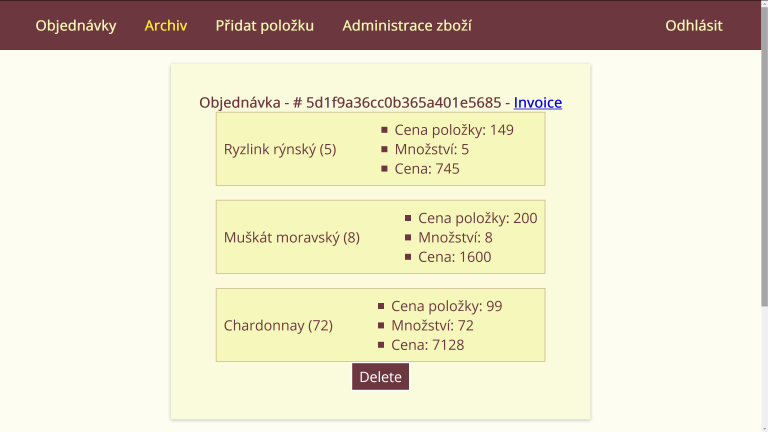 Objednávky Archiv Přidat položku Administrace zboží Odhlásit
Objednávka - # 5d1f9a36cc0b365a401e5685 - Invoice
Ryzlink rýnský (5)
Cena položky: 149
Množství: 5
Cena: 745
Muškát moravský (8)
Cena položky: 200
Množství: 8
Cena: 1600
Chardonnay (72)
Cena položky: 99
Množství: 72
Cena: 7128
Delete